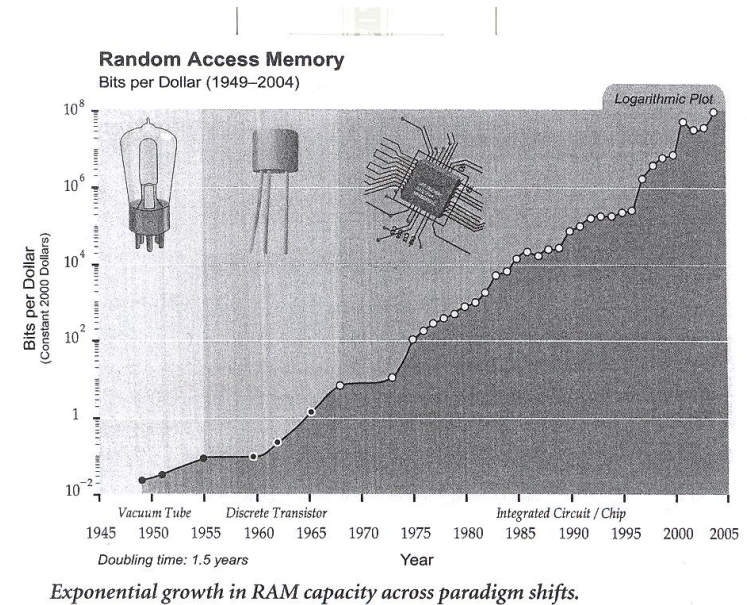 Random Access Memory
Bits per Dollar (1949–2004)
Logarithmic Plot
10⁸
10⁶
10⁴
10²
1
10⁻²
Bits per Dollar
(Constant 2000 Dollars)
Vacuum Tube Discrete Transistor Integrated Circuit / Chip
1945 1950 1955 1960 1965 1970 1975 1980 1985 1990 1995 2000 2005
Doubling time: 1.5 years Year
Exponential growth in RAM capacity across paradigm shifts.